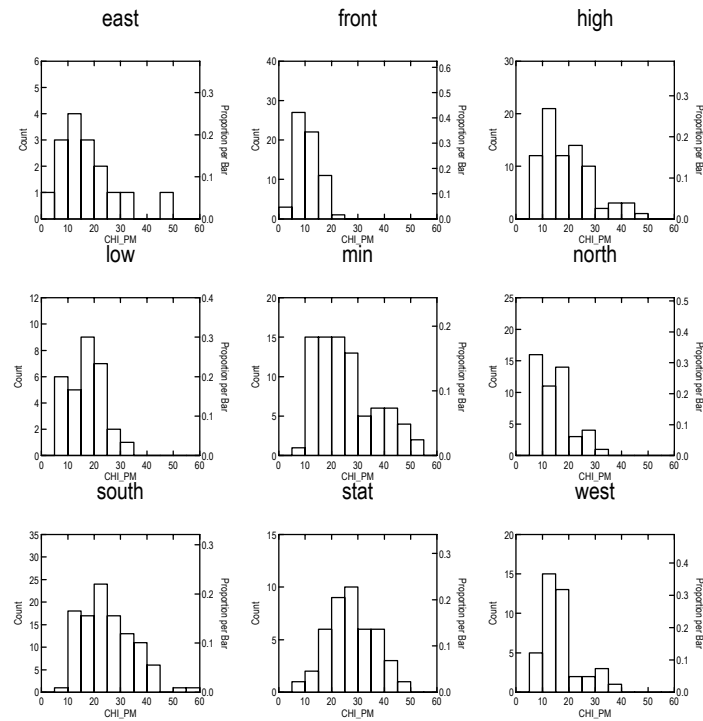 east
6
5
4
3
2
1
0
Count
0.3
0.2
0.1
0.0
Proportion per Bar
0 10 20 30 40 50 60
CHI_PM
front
40
30
20
10
0
Count
0.6
0.5
0.4
0.3
0.2
0.1
0.0
Proportion per Bar
0 10 20 30 40 50 60
CHI_PM
high
30
20
10
0
Count
0.3
0.2
0.1
0.0
Proportion per Bar
0 10 20 30 40 50 60
CHI_PM
low
12
10
8
6
4
2
0
Count
0.4
0.3
0.2
0.1
0.0
Proportion per Bar
0 10 20 30 40 50 60
CHI_PM
min
20
15
10
5
0
Count
0.2
0.1
0.0
Proportion per Bar
0 10 20 30 40 50 60
CHI_PM
north
25
20
15
10
5
0
Count
0.5
0.4
0.3
0.2
0.1
0.0
Proportion per Bar
0 10 20 30 40 50 60
CHI_PM
south
35
30
25
20
15
10
5
0
Count
0.3
0.2
0.1
0.0
Proportion per Bar
0 10 20 30 40 50 60
CHI_PM
stat
15
10
5
0
Count
0.3
0.2
0.1
0.0
Proportion per Bar
0 10 20 30 40 50 60
CHI_PM
west
20
15
10
5
0
Count
0.4
0.3
0.2
0.1
0.0
Proportion per Bar
0 10 20 30 40 50 60
CHI_PM